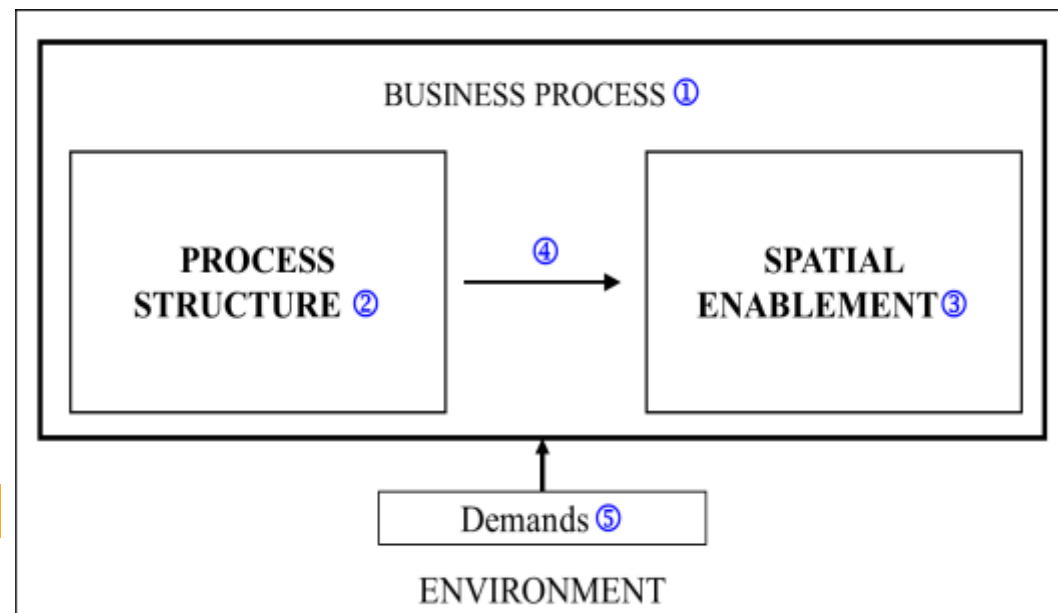 BUSINESS PROCESS ①
PROCESS
STRUCTURE ②
④
SPATIAL
ENABLEMENT③
Demands ⑤
ENVIRONMENT